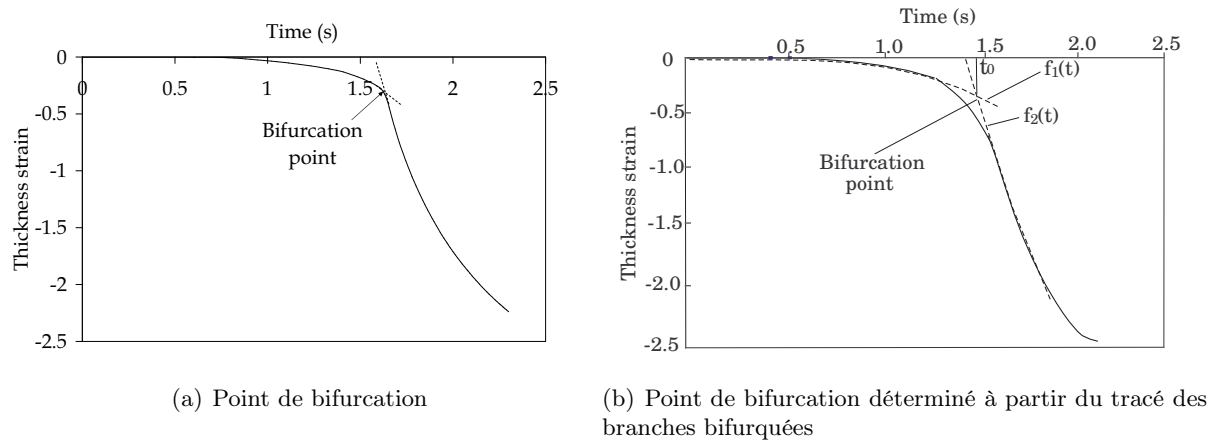 Time (s)
0
0 0.5 1 1.5 2 2.5
-0.5
Bifurcation
point
-1
-1.5
-2
-2.5
Thickness strain
(a) Point de bifurcation
Time (s)
0.5 1.0 1.5 2.0 2.5
0
t0
f1(t)
-0.5
f2(t)
Bifurcation
point
-1.0
-1.5
-2.0
-2.5
Thickness strain
(b) Point de bifurcation déterminé à partir du tracé des
branches bifurquées